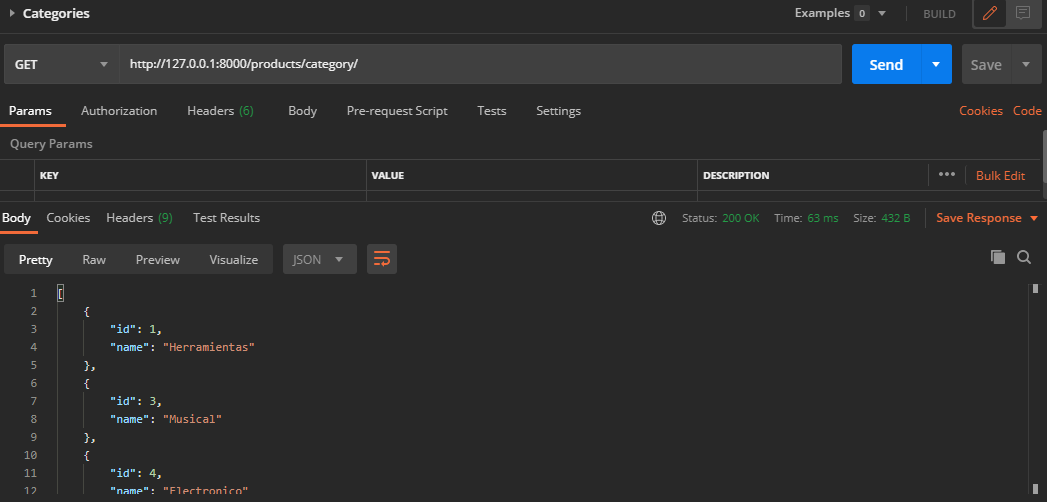 Categories Examples 0 BUILD
GET http://127.0.0.1:8000/products/category/ Send Save
Params Authorization Headers (6) Body Pre-request Script Tests Settings Cookies Code
Query Params
KEY VALUE DESCRIPTION ••• Bulk Edit
Body Cookies Headers (9) Test Results Status: 200 OK Time: 63 ms Size: 432 B Save Response
Pretty Raw Preview Visualize JSON
1 [
2 {
3 "id": 1,
4 "name": "Herramientas"
5 },
6 {
7 "id": 3,
8 "name": "Musical"
9 },
10 {
11 "id": 4,
12 "name": "Electronico"